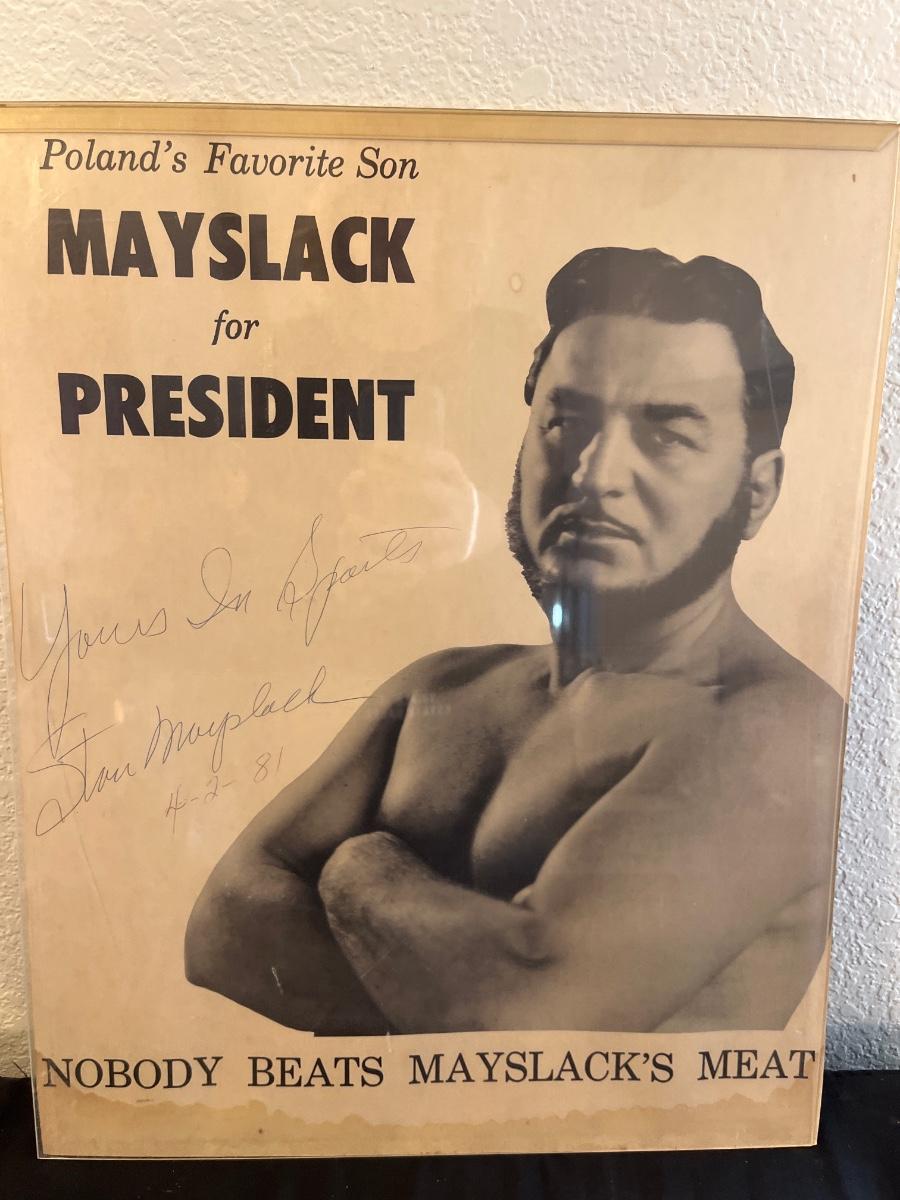 Poland's Favorite Son
MAYSLACK
for
PRESIDENT
Yours In Sports
Stan Mayslack
4-2-81
NOBODY BEATS MAYSLACK'S MEAT